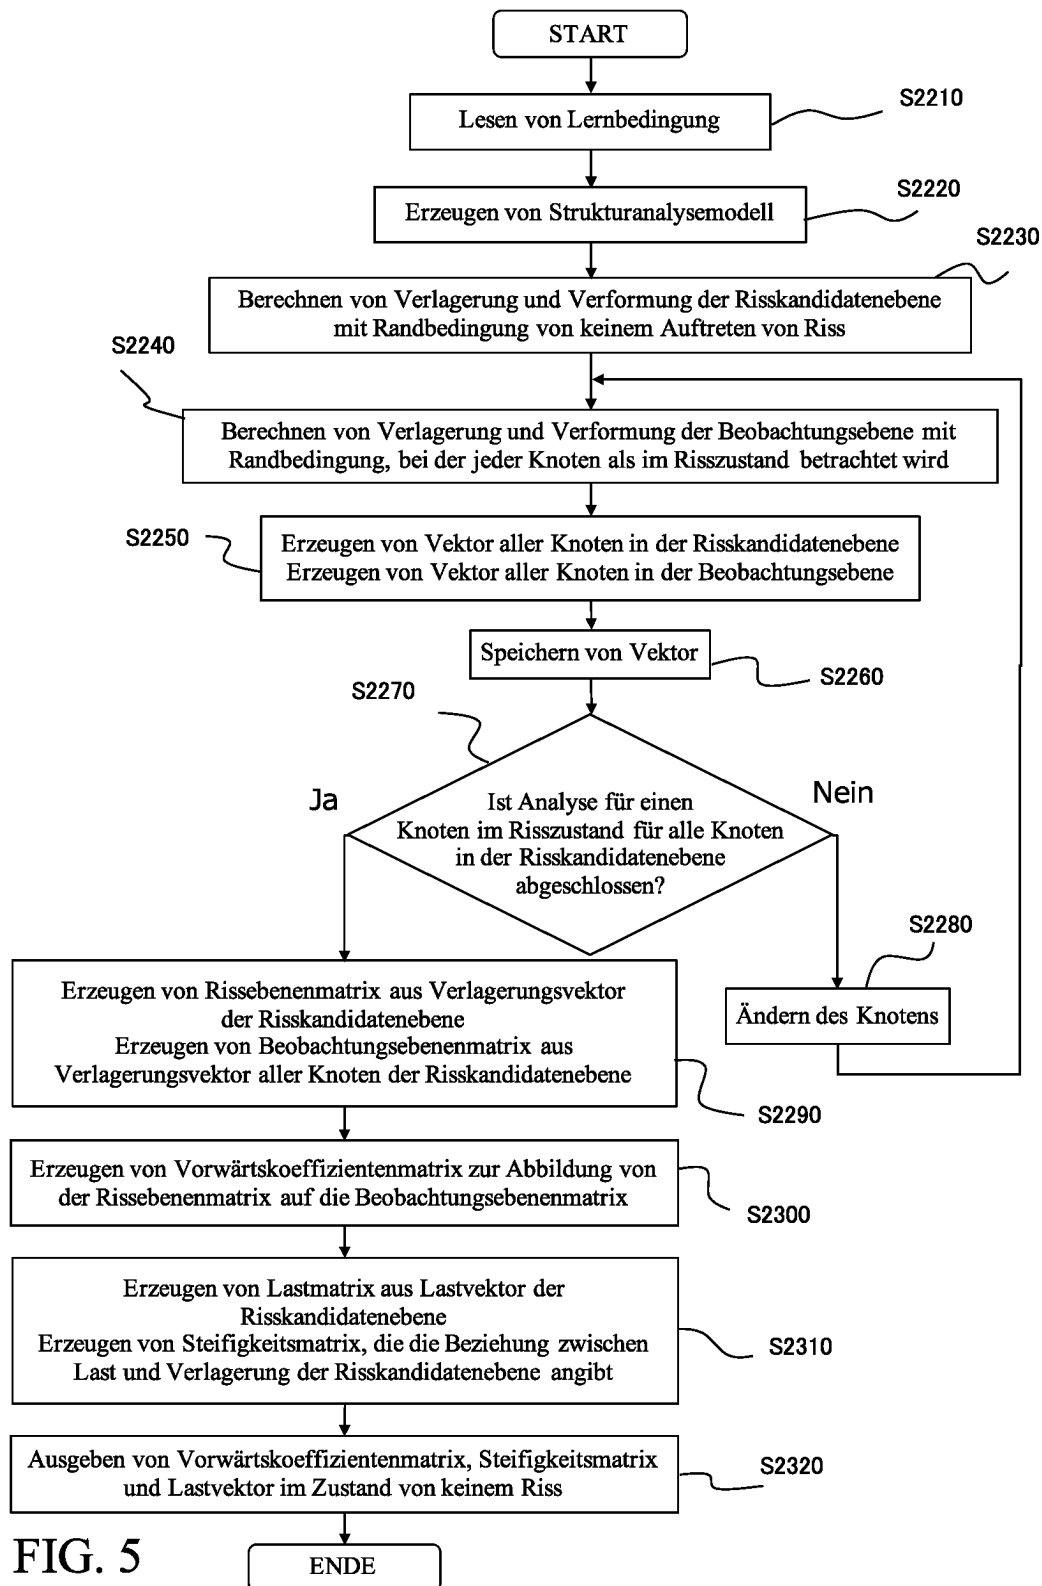 START
S2210
Lesen von Lernbedingung
S2220
Erzeugen von Strukturanalysemodell
S2230
Berechnen von Verlagerung und Verformung der Risskandidatenebene
mit Randbedingung von keinem Auftreten von Riss
S2240
Berechnen von Verlagerung und Verformung der Beobachtungsebene mit
Randbedingung, bei der jeder Knoten als im Risszustand betrachtet wird
S2250
Erzeugen von Vektor aller Knoten in der Risskandidatenebene
Erzeugen von Vektor aller Knoten in der Beobachtungsebene
Speichern von Vektor
S2260
S2270
Ja
Nein
Ist Analyse für einen
Knoten im Risszustand für alle Knoten
in der Risskandidatenebene
abgeschlossen?
S2280
Ändern des Knotens
Erzeugen von Rissebenenmatrix aus Verlagerungsvektor
der Risskandidatenebene
Erzeugen von Beobachtungsebenenmatrix aus
Verlagerungsvektor aller Knoten der Risskandidatenebene
S2290
Erzeugen von Vorwärtskoeffizientenmatrix zur Abbildung von
der Rissebenenmatrix auf die Beobachtungsebenenmatrix
S2300
Erzeugen von Lastmatrix aus Lastvektor der
Risskandidatenebene
Erzeugen von Steifigkeitsmatrix, die die Beziehung zwischen
Last und Verlagerung der Risskandidatenebene angibt
S2310
Ausgeben von Vorwärtskoeffizientenmatrix, Steifigkeitsmatrix
und Lastvektor im Zustand von keinem Riss
S2320
FIG. 5
ENDE